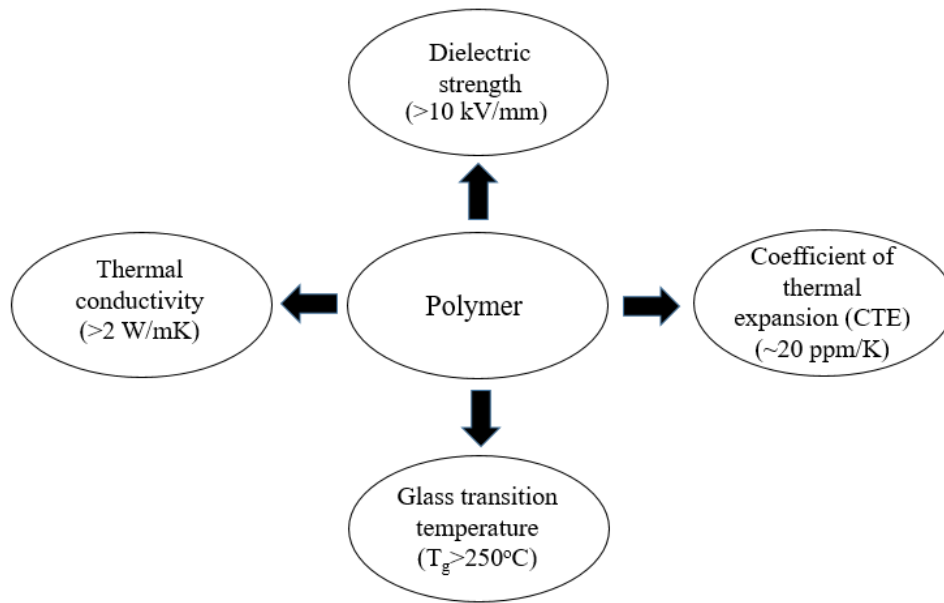 Dielectric
strength
(>10 kV/mm)
Thermal
conductivity
(>2 W/mK)
Polymer
Coefficient of
thermal
expansion (CTE)
(~20 ppm/K)
Glass transition
temperature
(Tg>250°C)